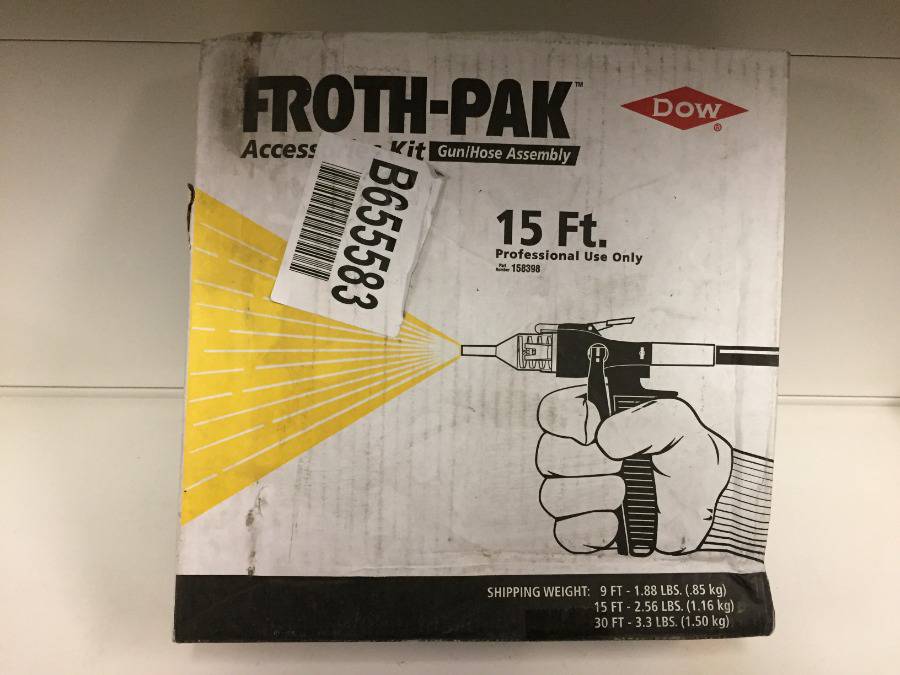 FROTH-PAK™
DOW®
Kit Gun/Hose Assembly
B655583
15 Ft.
Professional Use Only
Part Number 158398
SHIPPING WEIGHT: 9 FT - 1.88 LBS. (.85 kg)
15 FT - 2.56 LBS. (1.16 kg)
30 FT - 3.3 LBS. (1.50 kg)